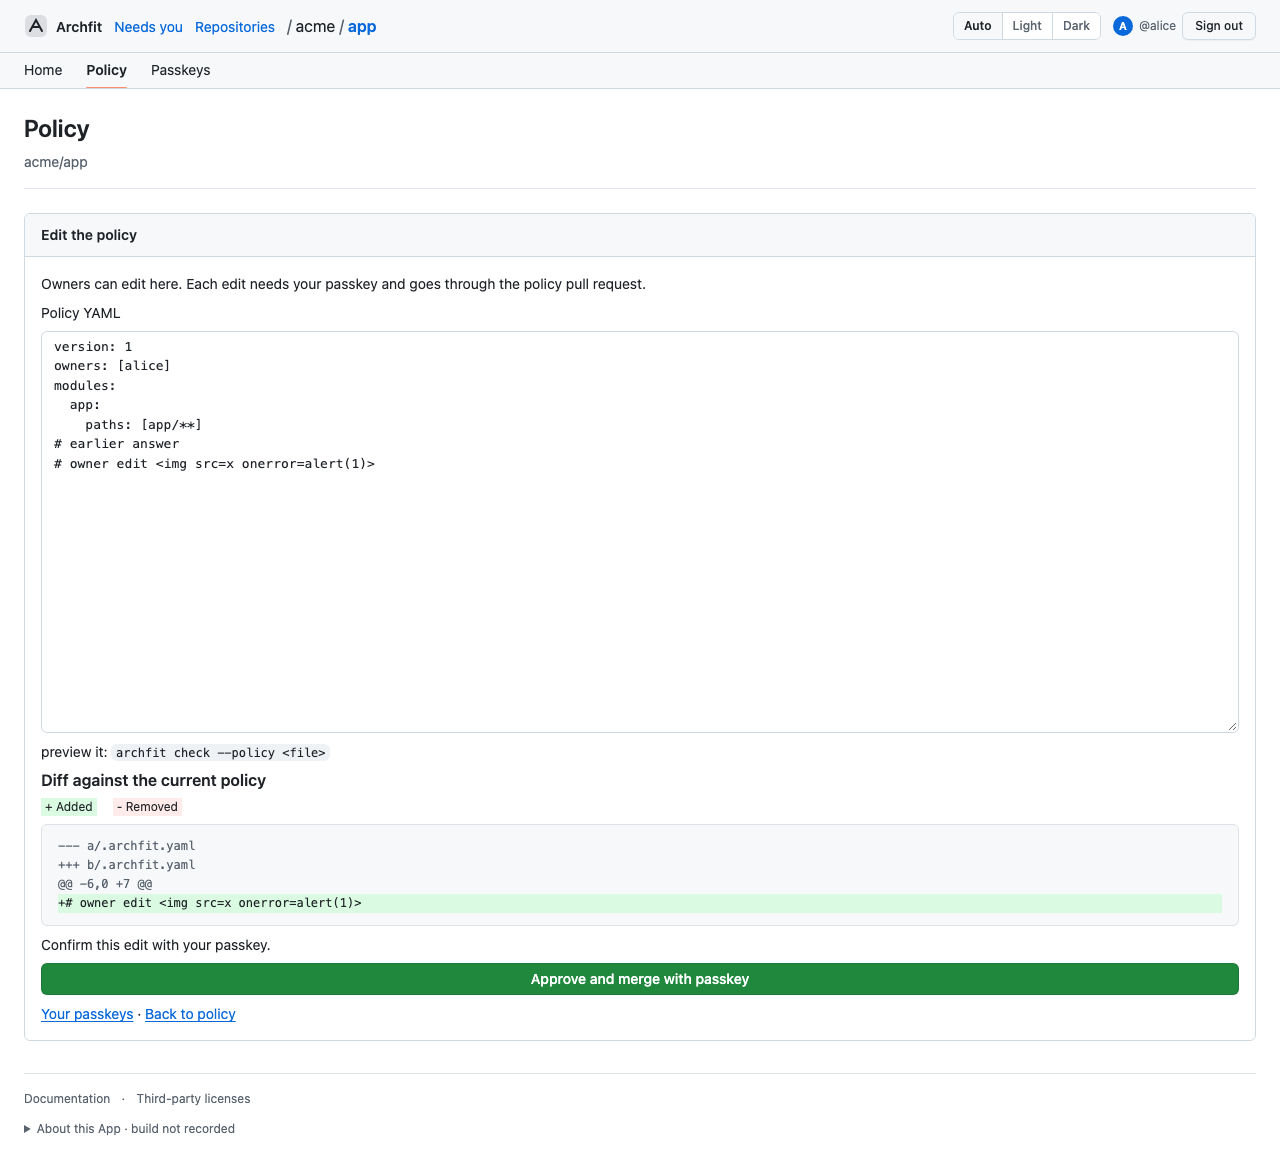 Archfit Needs you Repositories / acme / app Auto Light Dark A @alice Sign out
Home Policy Passkeys
Policy
acme/app
Edit the policy
Owners can edit here. Each edit needs your passkey and goes through the policy pull request.
Policy YAML
version: 1
owners: [alice]
modules:
  app:
    paths: [app/**]
# earlier answer
# owner edit <img src=x onerror=alert(1)>
preview it: archfit check --policy <file>
Diff against the current policy
+ Added - Removed
--- a/.archfit.yaml
+++ b/.archfit.yaml
@@ -6,0 +7 @@
+# owner edit <img src=x onerror=alert(1)>
Confirm this edit with your passkey.
Approve and merge with passkey
Your passkeys · Back to policy
Documentation · Third-party licenses
About this App · build not recorded